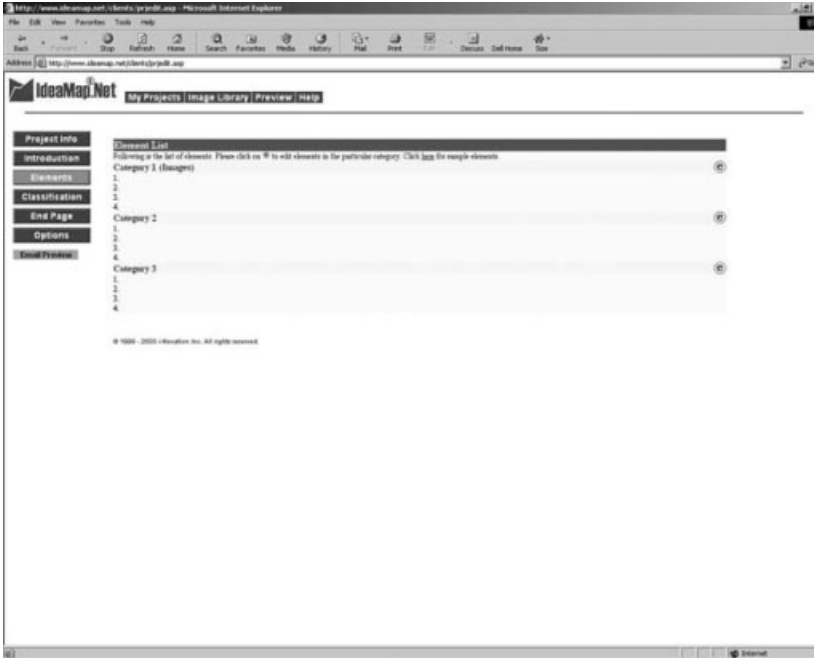 http://www.ideamap.net/clients/prjedit.asp - Microsoft Internet Explorer
File Edit View Favorites Tools Help
Back Forward Stop Refresh Home Search Favorites Media History Mail Print Edit Discuss Dell Home
Address http://www.ideamap.net/clients/prjedit.asp
IdeaMap.Net
My Projects Image Library Preview Help
Project Info
Introduction
Elements
Classification
End Page
Options
Email Preview
Element List
Following is the list of elements. Please click on e to edit elements in the particular category. Click here for sample elements.
Category 1 (Images)
1.
2.
3.
4.
Category 2
1.
2.
3.
4.
Category 3
1.
2.
3.
4.
Inc. All rights reserved.
Internet